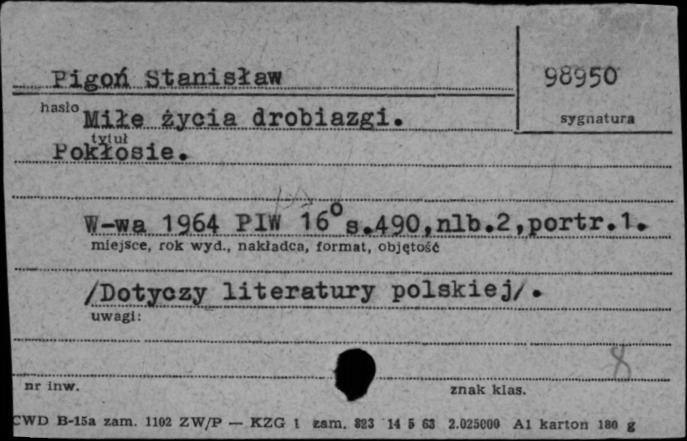 Pigoń Stanisław
98950
hasło
sygnatura
Miłe życia drobiazgi.
tytuł
Pokłosie.
W-wa 1964 PIW 16° s.490,nlb.2,portr.1.
miejsce, rok wyd., nakładca, format, objętość
/Dotyczy literatury polskiej/.
uwagi:
8
nr inw.
znak klas.
CWD B-15a zam. 1102 ZW/P — KZG 1 zam. 823 14 5 63 2.025000 A1 karton 180 g